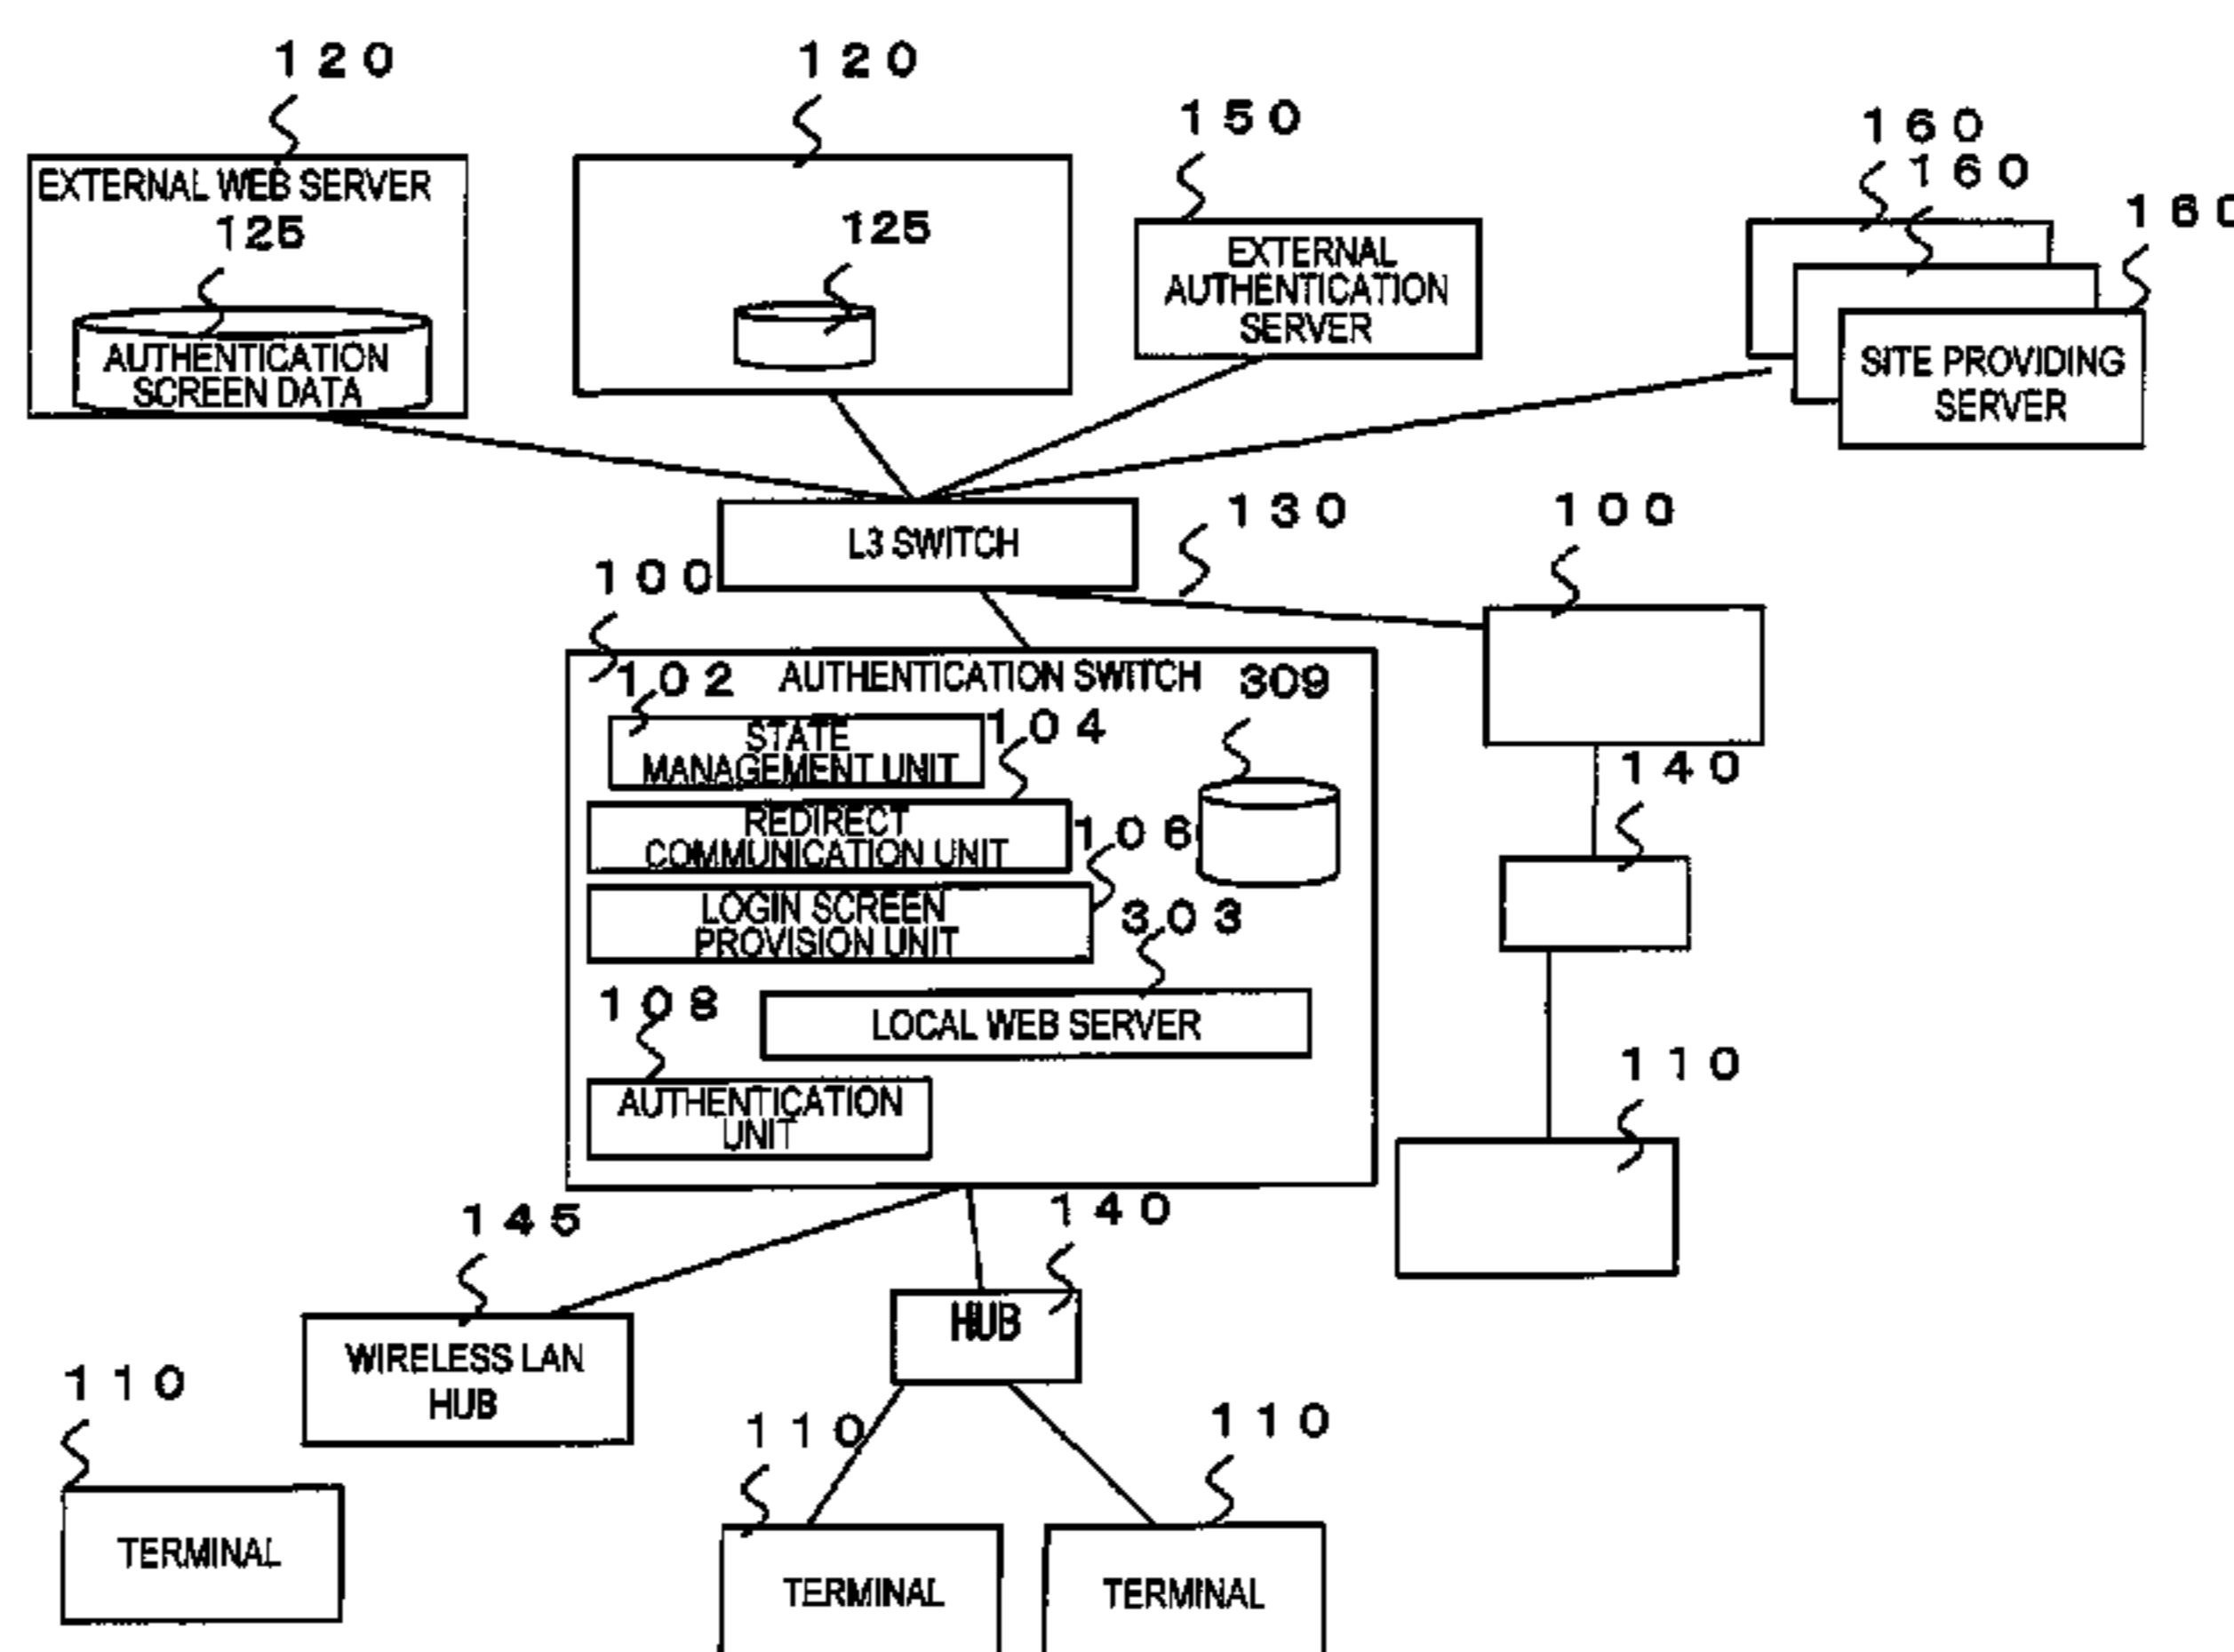 120
120
150
160
160
160
EXTERNAL WEB SERVER
125
AUTHENTICATION
SCREEN DATA
125
EXTERNAL
AUTHENTICATION
SERVER
SITE PROVIDING
SERVER
L3 SWITCH
130
100
100
AUTHENTICATION SWITCH
102
309
STATE
MANAGEMENT UNIT
104
REDIRECT
COMMUNICATION UNIT
106
LOGIN SCREEN
PROVISION UNIT
303
108
LOCAL WEB SERVER
AUTHENTICATION
UNIT
140
110
145
140
WIRELESS LAN
HUB
HUB
110
110
110
TERMINAL
TERMINAL
TERMINAL